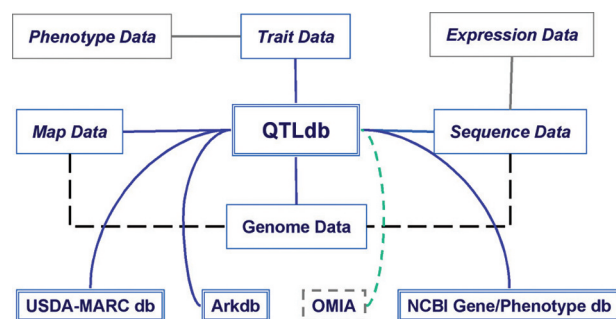 Phenotype Data
Trait Data
Expression Data
Map Data
QTLdb
Sequence Data
Genome Data
USDA-MARC db
Arkdb
OMIA
NCBI Gene/Phenotype db